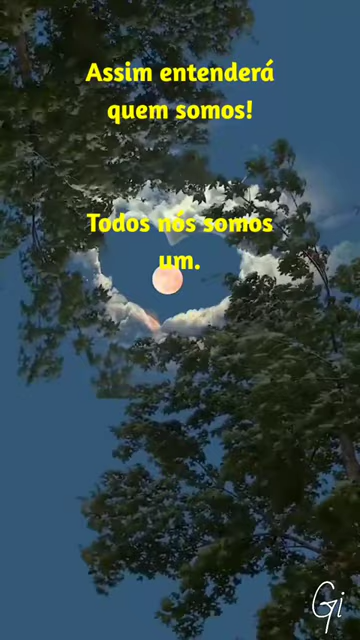 Assim entenderá
quem somos!
Todos nós somos
um.
Gi